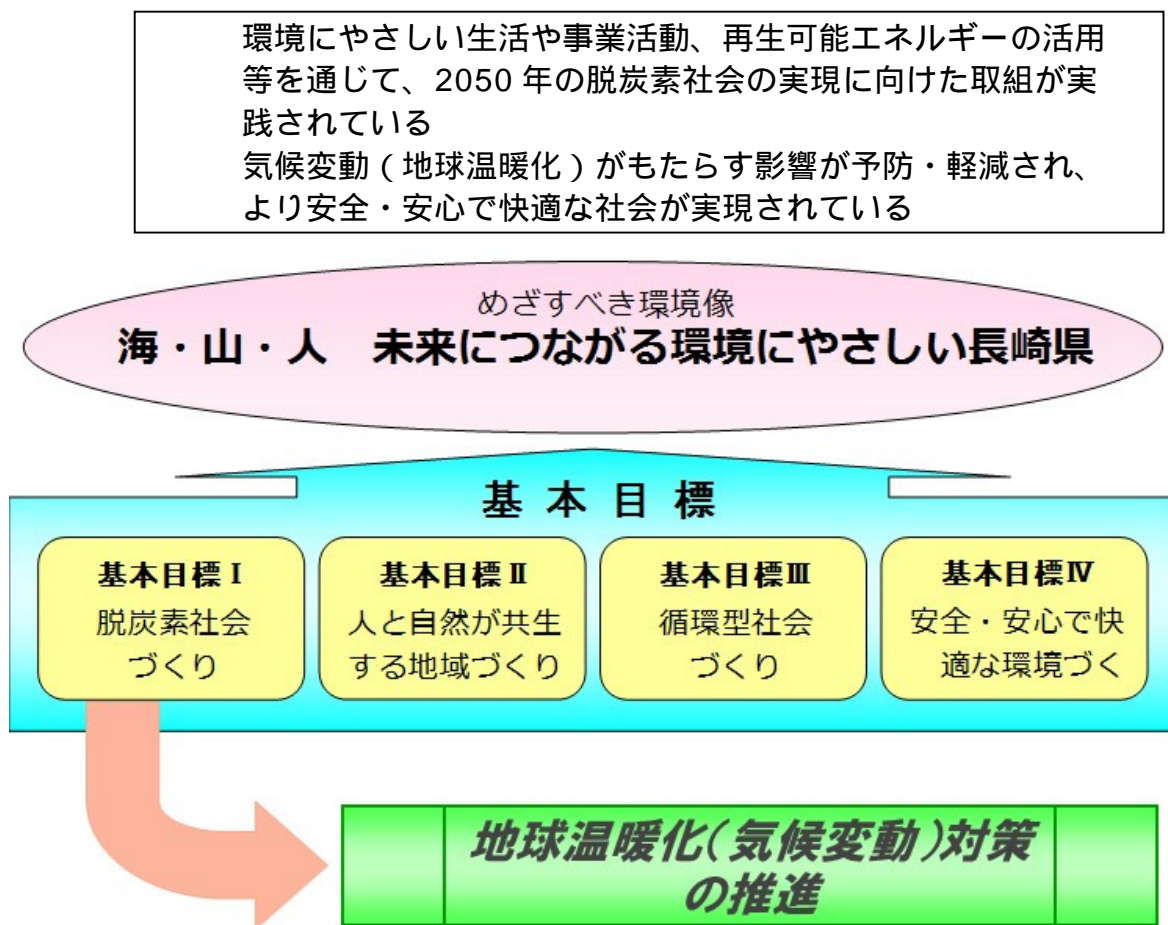 環境にやさしい生活や事業活動、再生可能エネルギーの活用
等を通じて、2050 年の脱炭素社会の実現に向けた取組が実
践されている
気候変動（地球温暖化）がもたらす影響が予防・軽減され、
より安全・安心で快適な社会が実現されている
めざすべき環境像
海・山・人　未来につながる環境にやさしい長崎県
基 本 目 標
基本目標Ⅰ
脱炭素社会
づくり
基本目標Ⅱ
人と自然が共生
する地域づくり
基本目標Ⅲ
循環型社会
づくり
基本目標Ⅳ
安全・安心で快
適な環境づく
地球温暖化(気候変動)対策
の推進